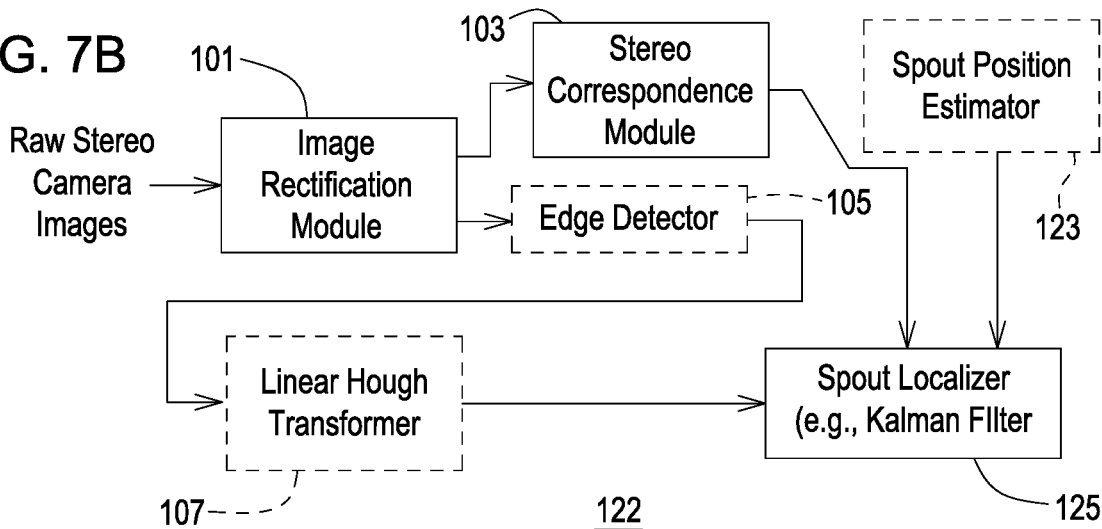 G. 7B
103
Stereo
Correspondence
Module
101
Spout Position
Estimator
Raw Stereo
Camera
Images
Image
Rectification
Module
Edge Detector
105
123
Linear Hough
Transformer
Spout Localizer
(e.g., Kalman FIlter
107
122
125